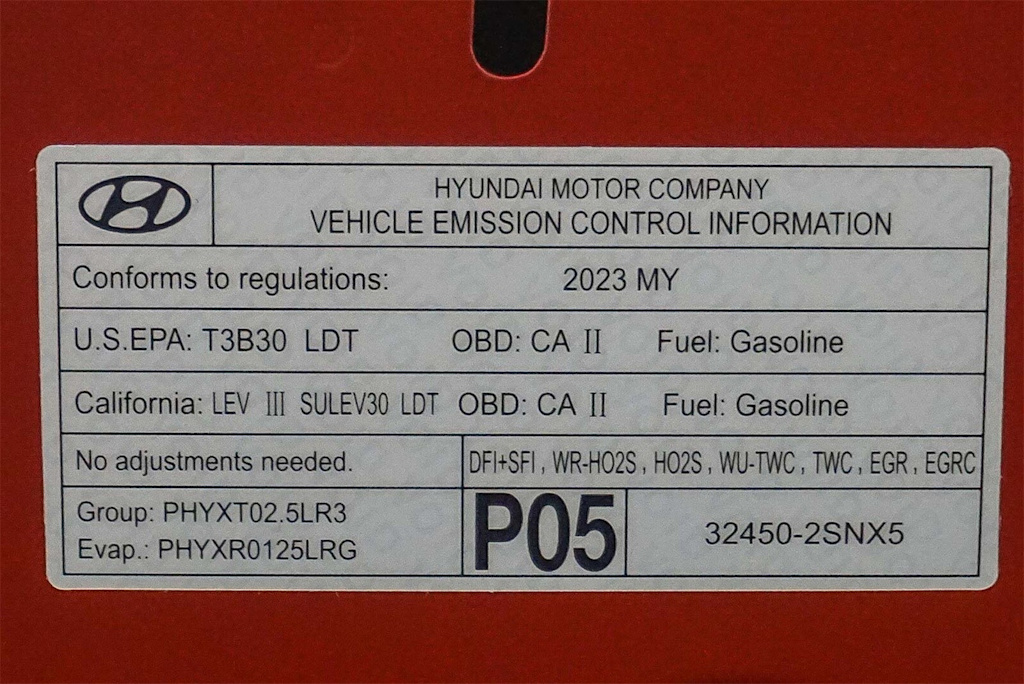 HYUNDAI MOTOR COMPANY
VEHICLE EMISSION CONTROL INFORMATION
Conforms to regulations: 2023 MY
U.S.EPA: T3B30 LDT OBD: CA II Fuel: Gasoline
California: LEV III SULEV30 LDT OBD: CA II Fuel: Gasoline
No adjustments needed. DFI+SFI , WR-HO2S , HO2S , WU-TWC , TWC , EGR , EGRC
Group: PHYXT02.5LR3
Evap.: PHYXR0125LRG
P05
32450-2SNX5